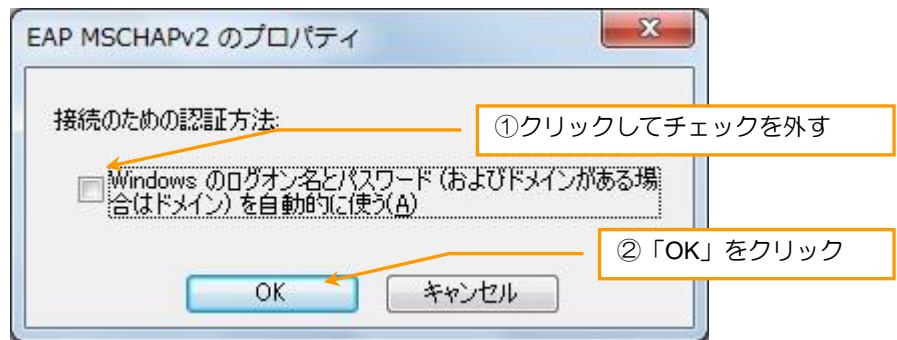 EAP MSCHAPv2 のプロパティ
接続のための認証方法:
①クリックしてチェックを外す
Windows のログオン名とパスワード (およびドメインがある場
合はドメイン) を自動的に使う(A)
②「OK」をクリック
OK
キャンセル